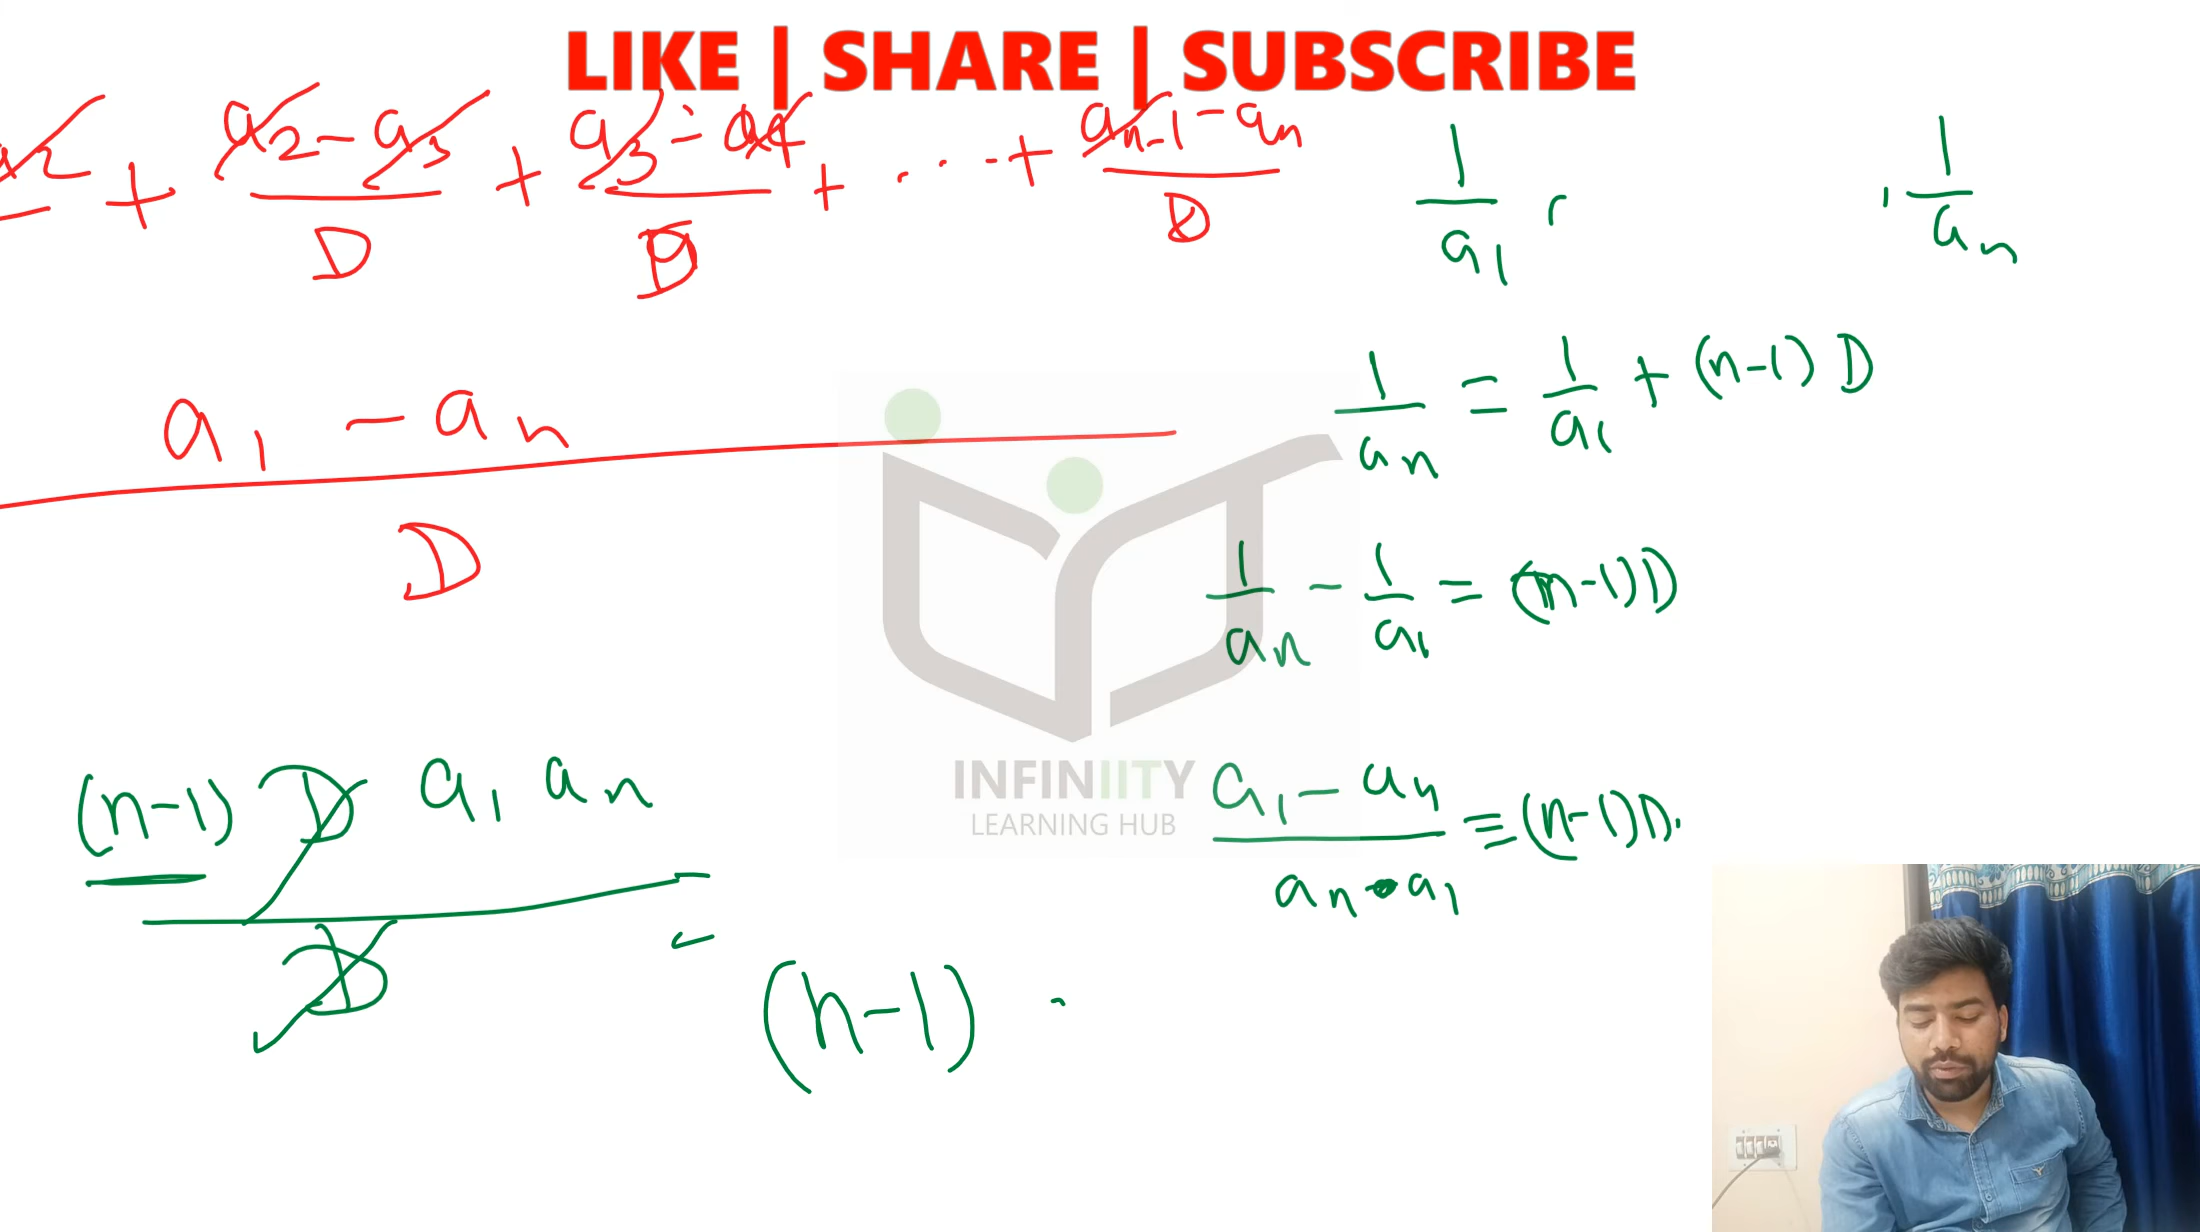 LIKE | SHARE | SUBSCRIBE
a2 + (a2 - a3)/D + (a3 - a4)/D + ... + (an-1 - an)/D
1/a1 , , 1/an
1/an = 1/a1 + (n-1) D
(a1 - an)/D
1/an - 1/a1 = (n-1)D
(n-1) D a1 an / D =
(a1 - an)/(an · a1) = (n-1)D.
INFINIITY
LEARNING HUB
(n-1)